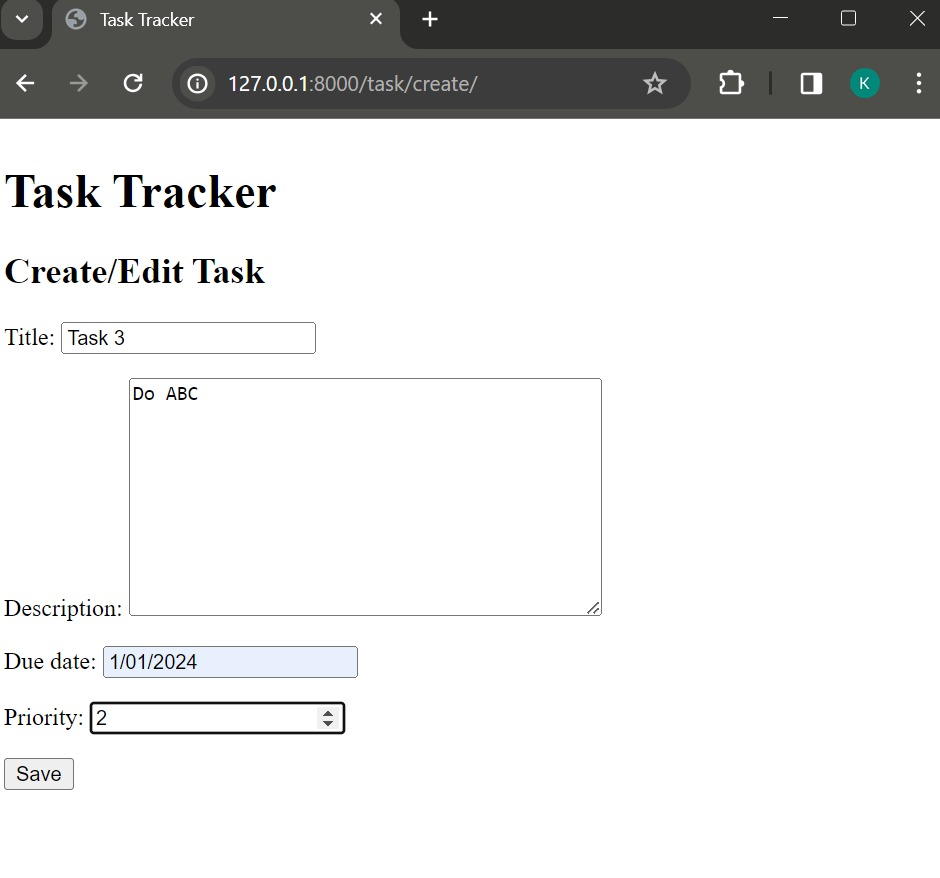 Task Tracker
127.0.0.1:8000/task/create/
K
Task Tracker
Create/Edit Task
Title: Task 3
Do ABC
Description:
Due date: 1/01/2024
Priority: 2
Save